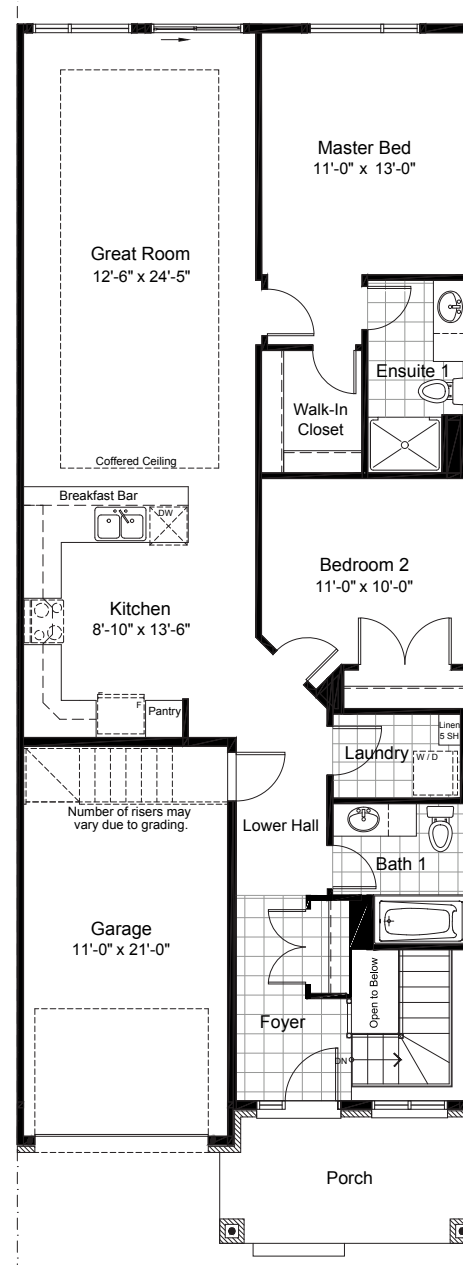 Master Bed
11'-0" x 13'-0"
Great Room
12'-6" x 24'-5"
Ensuite 1
Walk-In
Closet
Coffered Ceiling
Breakfast Bar
DW
Bedroom 2
11'-0" x 10'-0"
Kitchen
8'-10" x 13'-6"
F
Pantry
Linen
5 SH
Laundry
W / D
Number of risers may
vary due to grading.
Lower Hall
Bath 1
Garage
11'-0" x 21'-0"
Open to Below
Foyer
DN
Porch